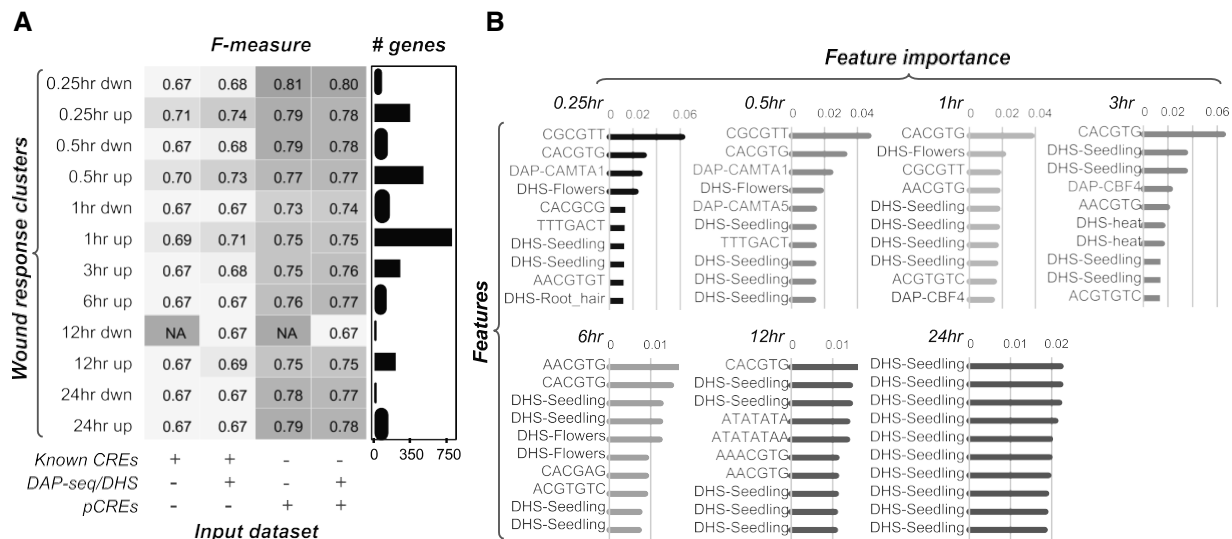 A
F-measure # genes
Wound response clusters
0.25hr dwn 0.67 0.68 0.81 0.80
0.25hr up 0.71 0.74 0.79 0.78
0.5hr dwn 0.67 0.68 0.79 0.78
0.5hr up 0.70 0.73 0.77 0.77
1hr dwn 0.67 0.67 0.73 0.74
1hr up 0.69 0.71 0.75 0.75
3hr up 0.67 0.68 0.75 0.76
6hr up 0.67 0.67 0.76 0.77
12hr dwn NA 0.67 NA 0.67
12hr up 0.67 0.69 0.75 0.75
24hr dwn 0.67 0.67 0.78 0.77
24hr up 0.67 0.67 0.79 0.78
0 350 750
Known CREs + + - -
DAP-seq/DHS - + - +
pCREs - - + +
Input dataset
B
Feature importance
Features
0.25hr
0 0.02 0.06
CGCGTT
CACGTG
DAP-CAMTA1
DHS-Flowers
CACGCG
TTTGACT
DHS-Seedling
DHS-Seedling
AACGTGT
DHS-Root_hair
0.5hr
0 0.02 0.04
CGCGTT
CACGTG
DAP-CAMTA1
DHS-Flowers
DAP-CAMTA5
DHS-Seedling
TTTGACT
DHS-Seedling
DHS-Seedling
DHS-Seedling
1hr
0 0.02 0.04
CACGTG
DHS-Flowers
CGCGTT
AACGTG
DHS-Seedling
DHS-Seedling
DHS-Seedling
DHS-Seedling
ACGTGTC
DAP-CBF4
3hr
0 0.02 0.06
CACGTG
DHS-Seedling
DHS-Seedling
DAP-CBF4
AACGTG
DHS-heat
DHS-heat
DHS-Seedling
DHS-Seedling
ACGTGTC
6hr
0 0.01
AACGTG
CACGTG
DHS-Seedling
DHS-Seedling
DHS-Flowers
DHS-Flowers
CACGAG
ACGTGTC
DHS-Seedling
DHS-Seedling
12hr
0 0.01
CACGTG
DHS-Seedling
DHS-Seedling
ATATATA
ATATATAA
AAACGTG
AACGTG
DHS-Seedling
DHS-Seedling
DHS-Seedling
24hr
0 0.01 0.02
DHS-Seedling
DHS-Seedling
DHS-Seedling
DHS-Seedling
DHS-Seedling
DHS-Seedling
DHS-Seedling
DHS-Seedling
DHS-Seedling
DHS-Seedling